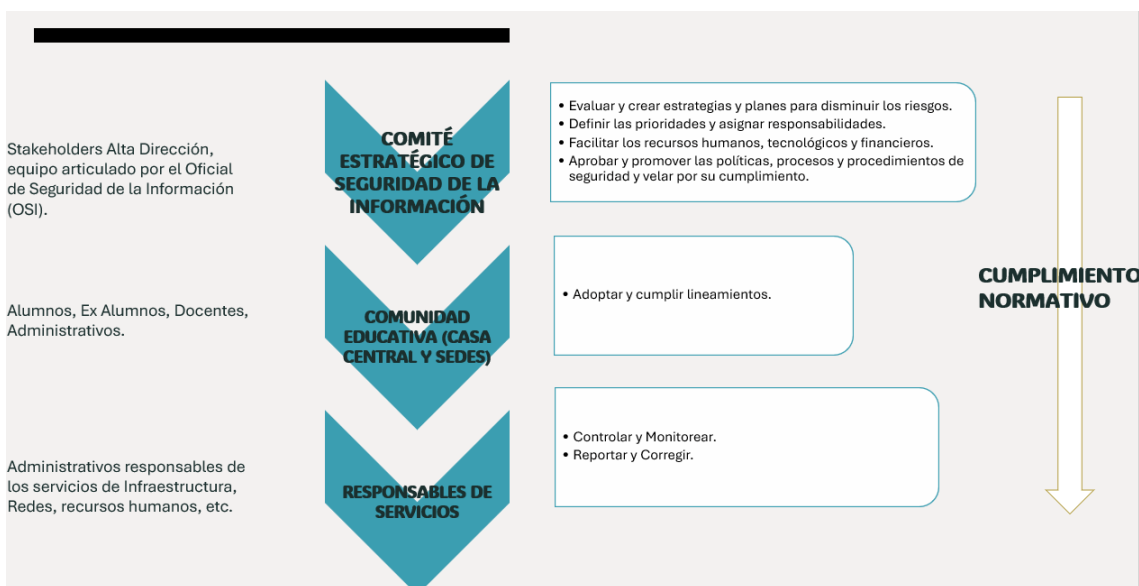 Stakeholders Alta Dirección,
equipo articulado por el Oficial
de Seguridad de la Información
(OSI).
COMITÉ
ESTRATÉGICO DE
SEGURIDAD DE LA
INFORMACIÓN
• Evaluar y crear estrategias y planes para disminuir los riesgos.
• Definir las prioridades y asignar responsabilidades.
• Facilitar los recursos humanos, tecnológicos y financieros.
• Aprobar y promover las políticas, procesos y procedimientos de
seguridad y velar por su cumplimiento.
CUMPLIMIENTO
NORMATIVO
Alumnos, Ex Alumnos, Docentes,
Administrativos.
COMUNIDAD
EDUCATIVA (CASA
CENTRAL Y SEDES)
• Adoptar y cumplir lineamientos.
Administrativos responsables de
los servicios de Infraestructura,
Redes, recursos humanos, etc.
RESPONSABLES DE
SERVICIOS
• Controlar y Monitorear.
• Reportar y Corregir.